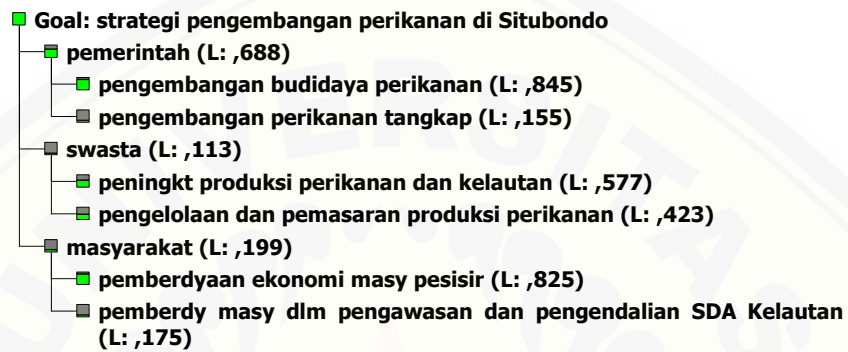 Goal: strategi pengembangan perikanan di Situbondo
pemerintah (L: ,688)
pengembangan budidaya perikanan (L: ,845)
pengembangan perikanan tangkap (L: ,155)
swasta (L: ,113)
peningkt produksi perikanan dan kelautan (L: ,577)
pengelolaan dan pemasaran produksi perikanan (L: ,423)
masyarakat (L: ,199)
pemberdyaan ekonomi masy pesisir (L: ,825)
pemberdy masy dlm pengawasan dan pengendalian SDA Kelautan
(L: ,175)